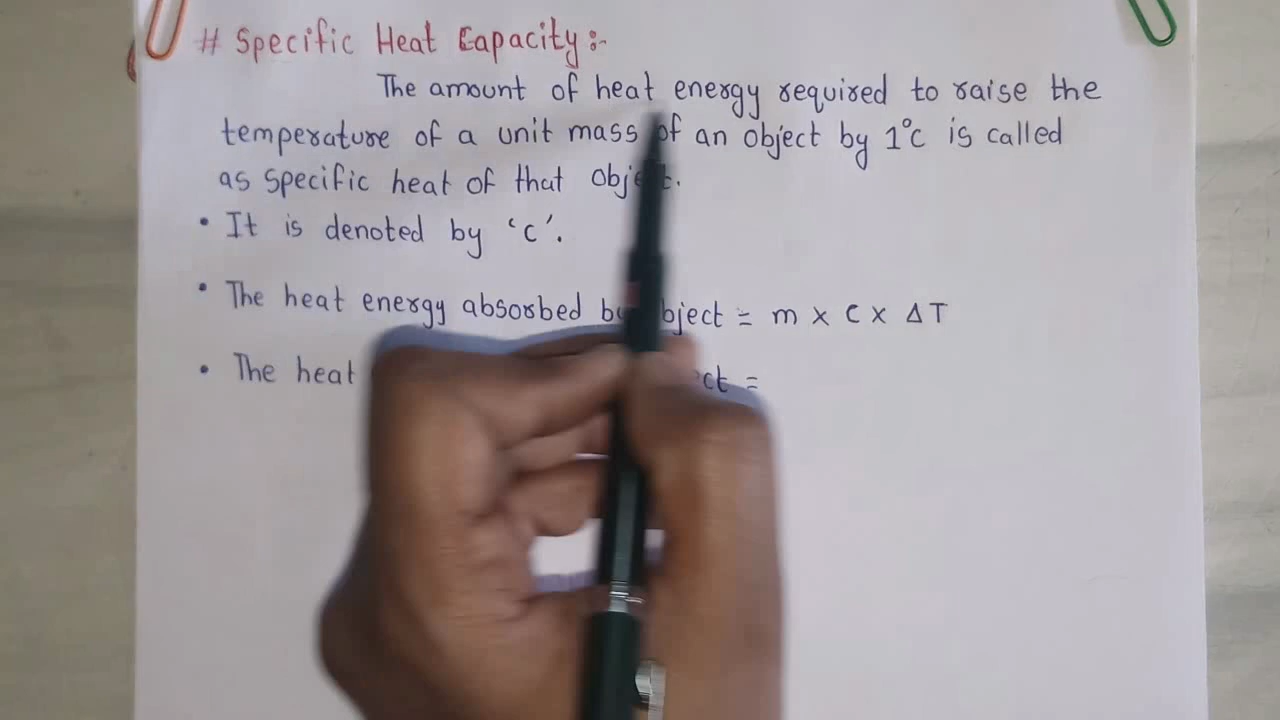 # Specific Heat Capacity :-
The amount of heat energy required to raise the
temperature of a unit mass of an object by 1°c is called
as specific heat of that object.
• It is denoted by 'c'.
• The heat energy absorbed by object = m x c x ΔT
• The heat =